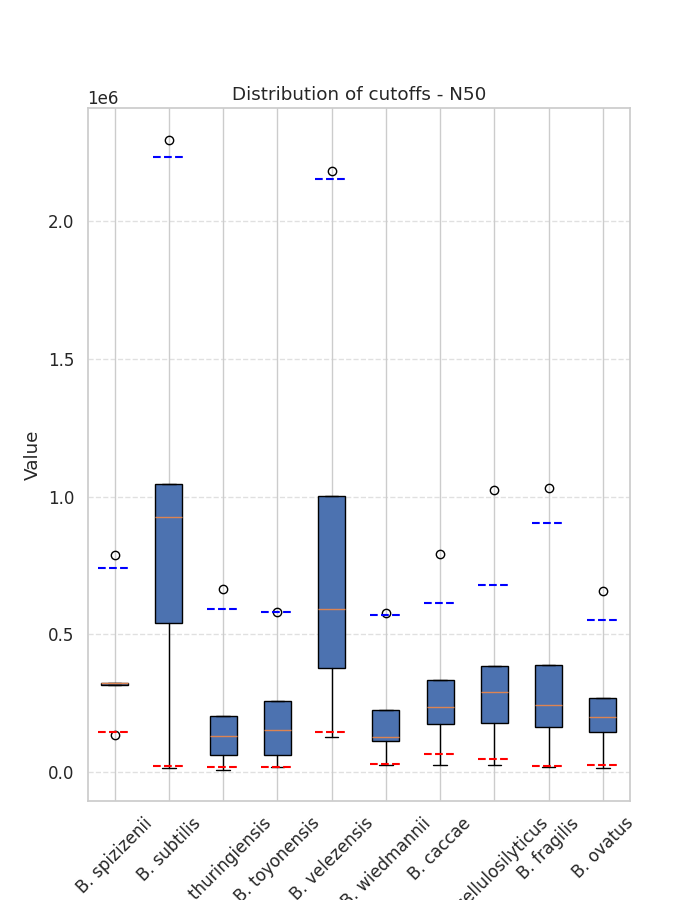 Distribution of cutoffs - N50
1e6
2.0
1.5
1.0
0.5
0.0
Value
B. spizizenii
B. subtilis
thuringiensis
B. toyonensis
B. velezensis
B. wiedmannii
B. caccae
cellulosilyticus
B. fragilis
B. ovatus